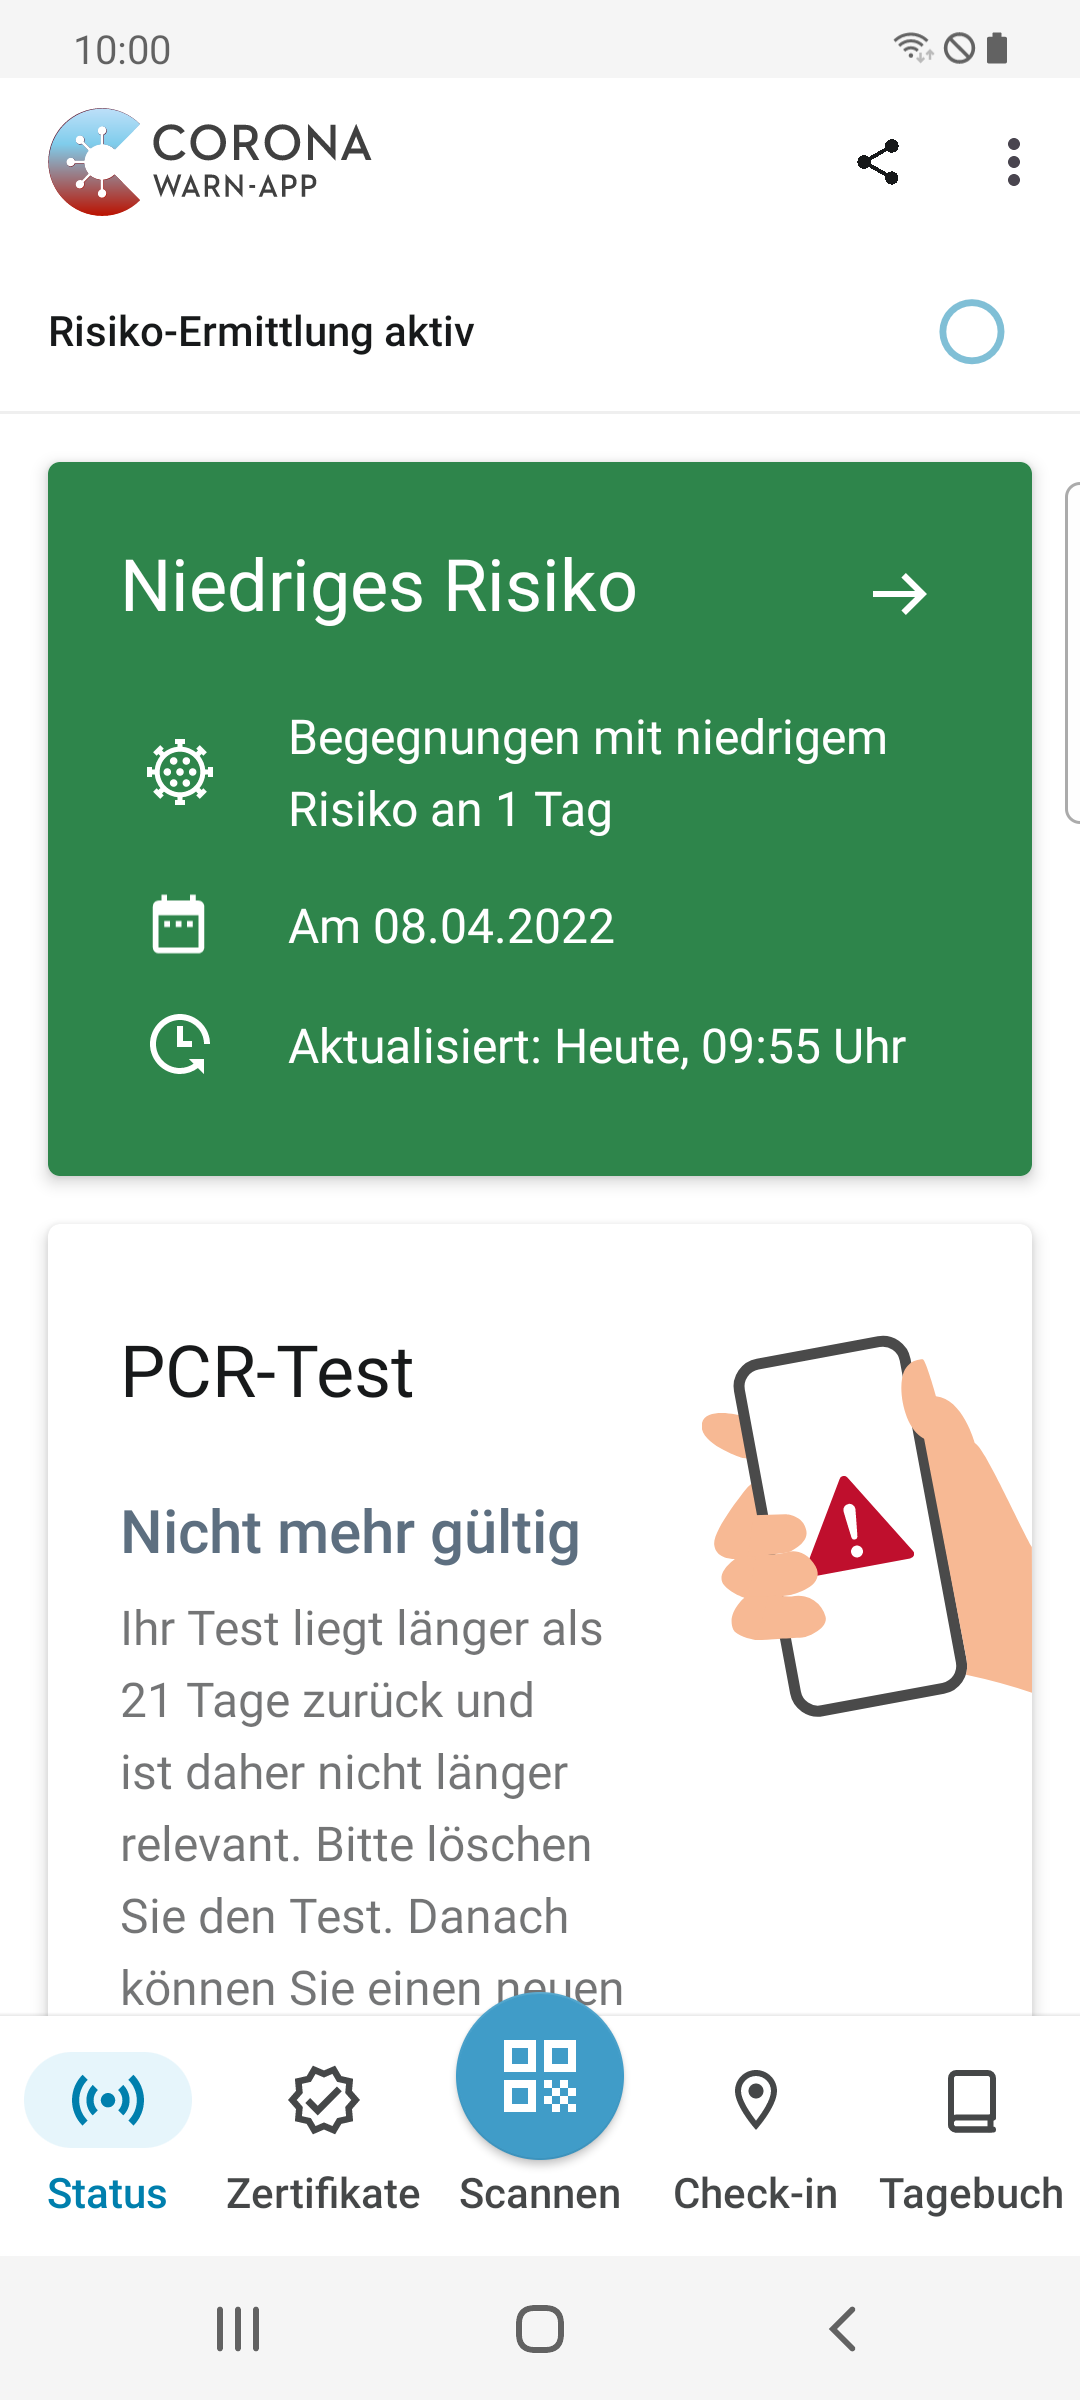 10:00
CORONA
WARN-APP
Risiko-Ermittlung aktiv
Niedriges Risiko
Begegnungen mit niedrigem
Risiko an 1 Tag
Am 08.04.2022
Aktualisiert: Heute, 09:55 Uhr
PCR-Test
Nicht mehr gültig
Ihr Test liegt länger als
21 Tage zurück und
ist daher nicht länger
relevant. Bitte löschen
Sie den Test. Danach
können Sie einen neuen
Status
Zertifikate
Scannen
Check-in
Tagebuch